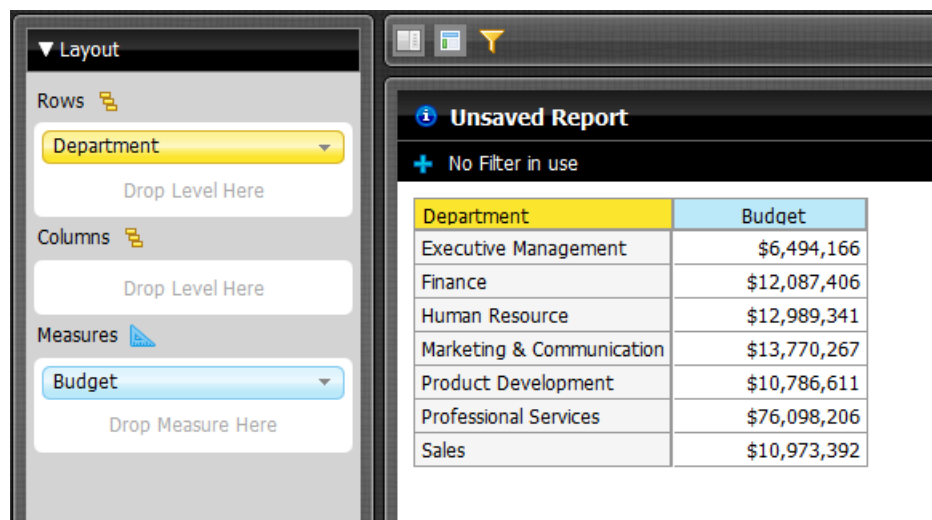 ▼ Layout
Rows
Department
Drop Level Here
Columns
Drop Level Here
Measures
Budget
Drop Measure Here
Unsaved Report
No Filter in use
Department Budget
Executive Management $6,494,166
Finance $12,087,406
Human Resource $12,989,341
Marketing & Communication $13,770,267
Product Development $10,786,611
Professional Services $76,098,206
Sales $10,973,392